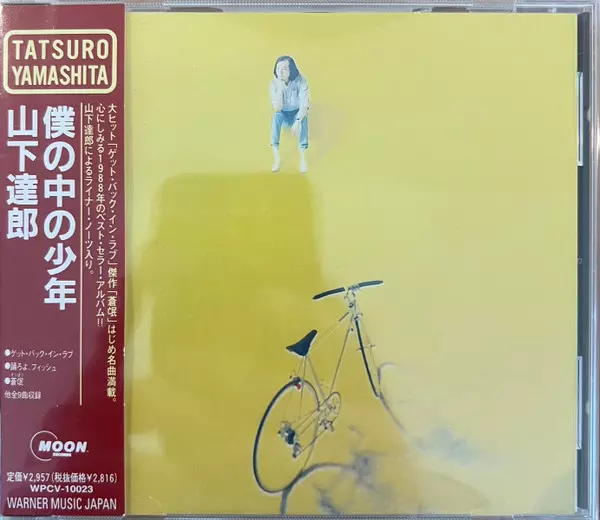 TATSURO
YAMASHITA
僕の中の少年
山下達郎
大ヒット「ゲット・バック・イン・ラブ」傑作「蒼氓」はじめ名曲満載。
心にしみる1988年のベスト・セラー・アルバム!!
山下達郎によるライナー・ノーツ入り。
●ゲット・バック・イン・ラブ
●踊ろよ、フィッシュ
●蒼氓
他全9曲収録
MOON
RECORDS
定価¥2,957(税抜価格¥2,816)
WPCV-10023
WARNER MUSIC JAPAN